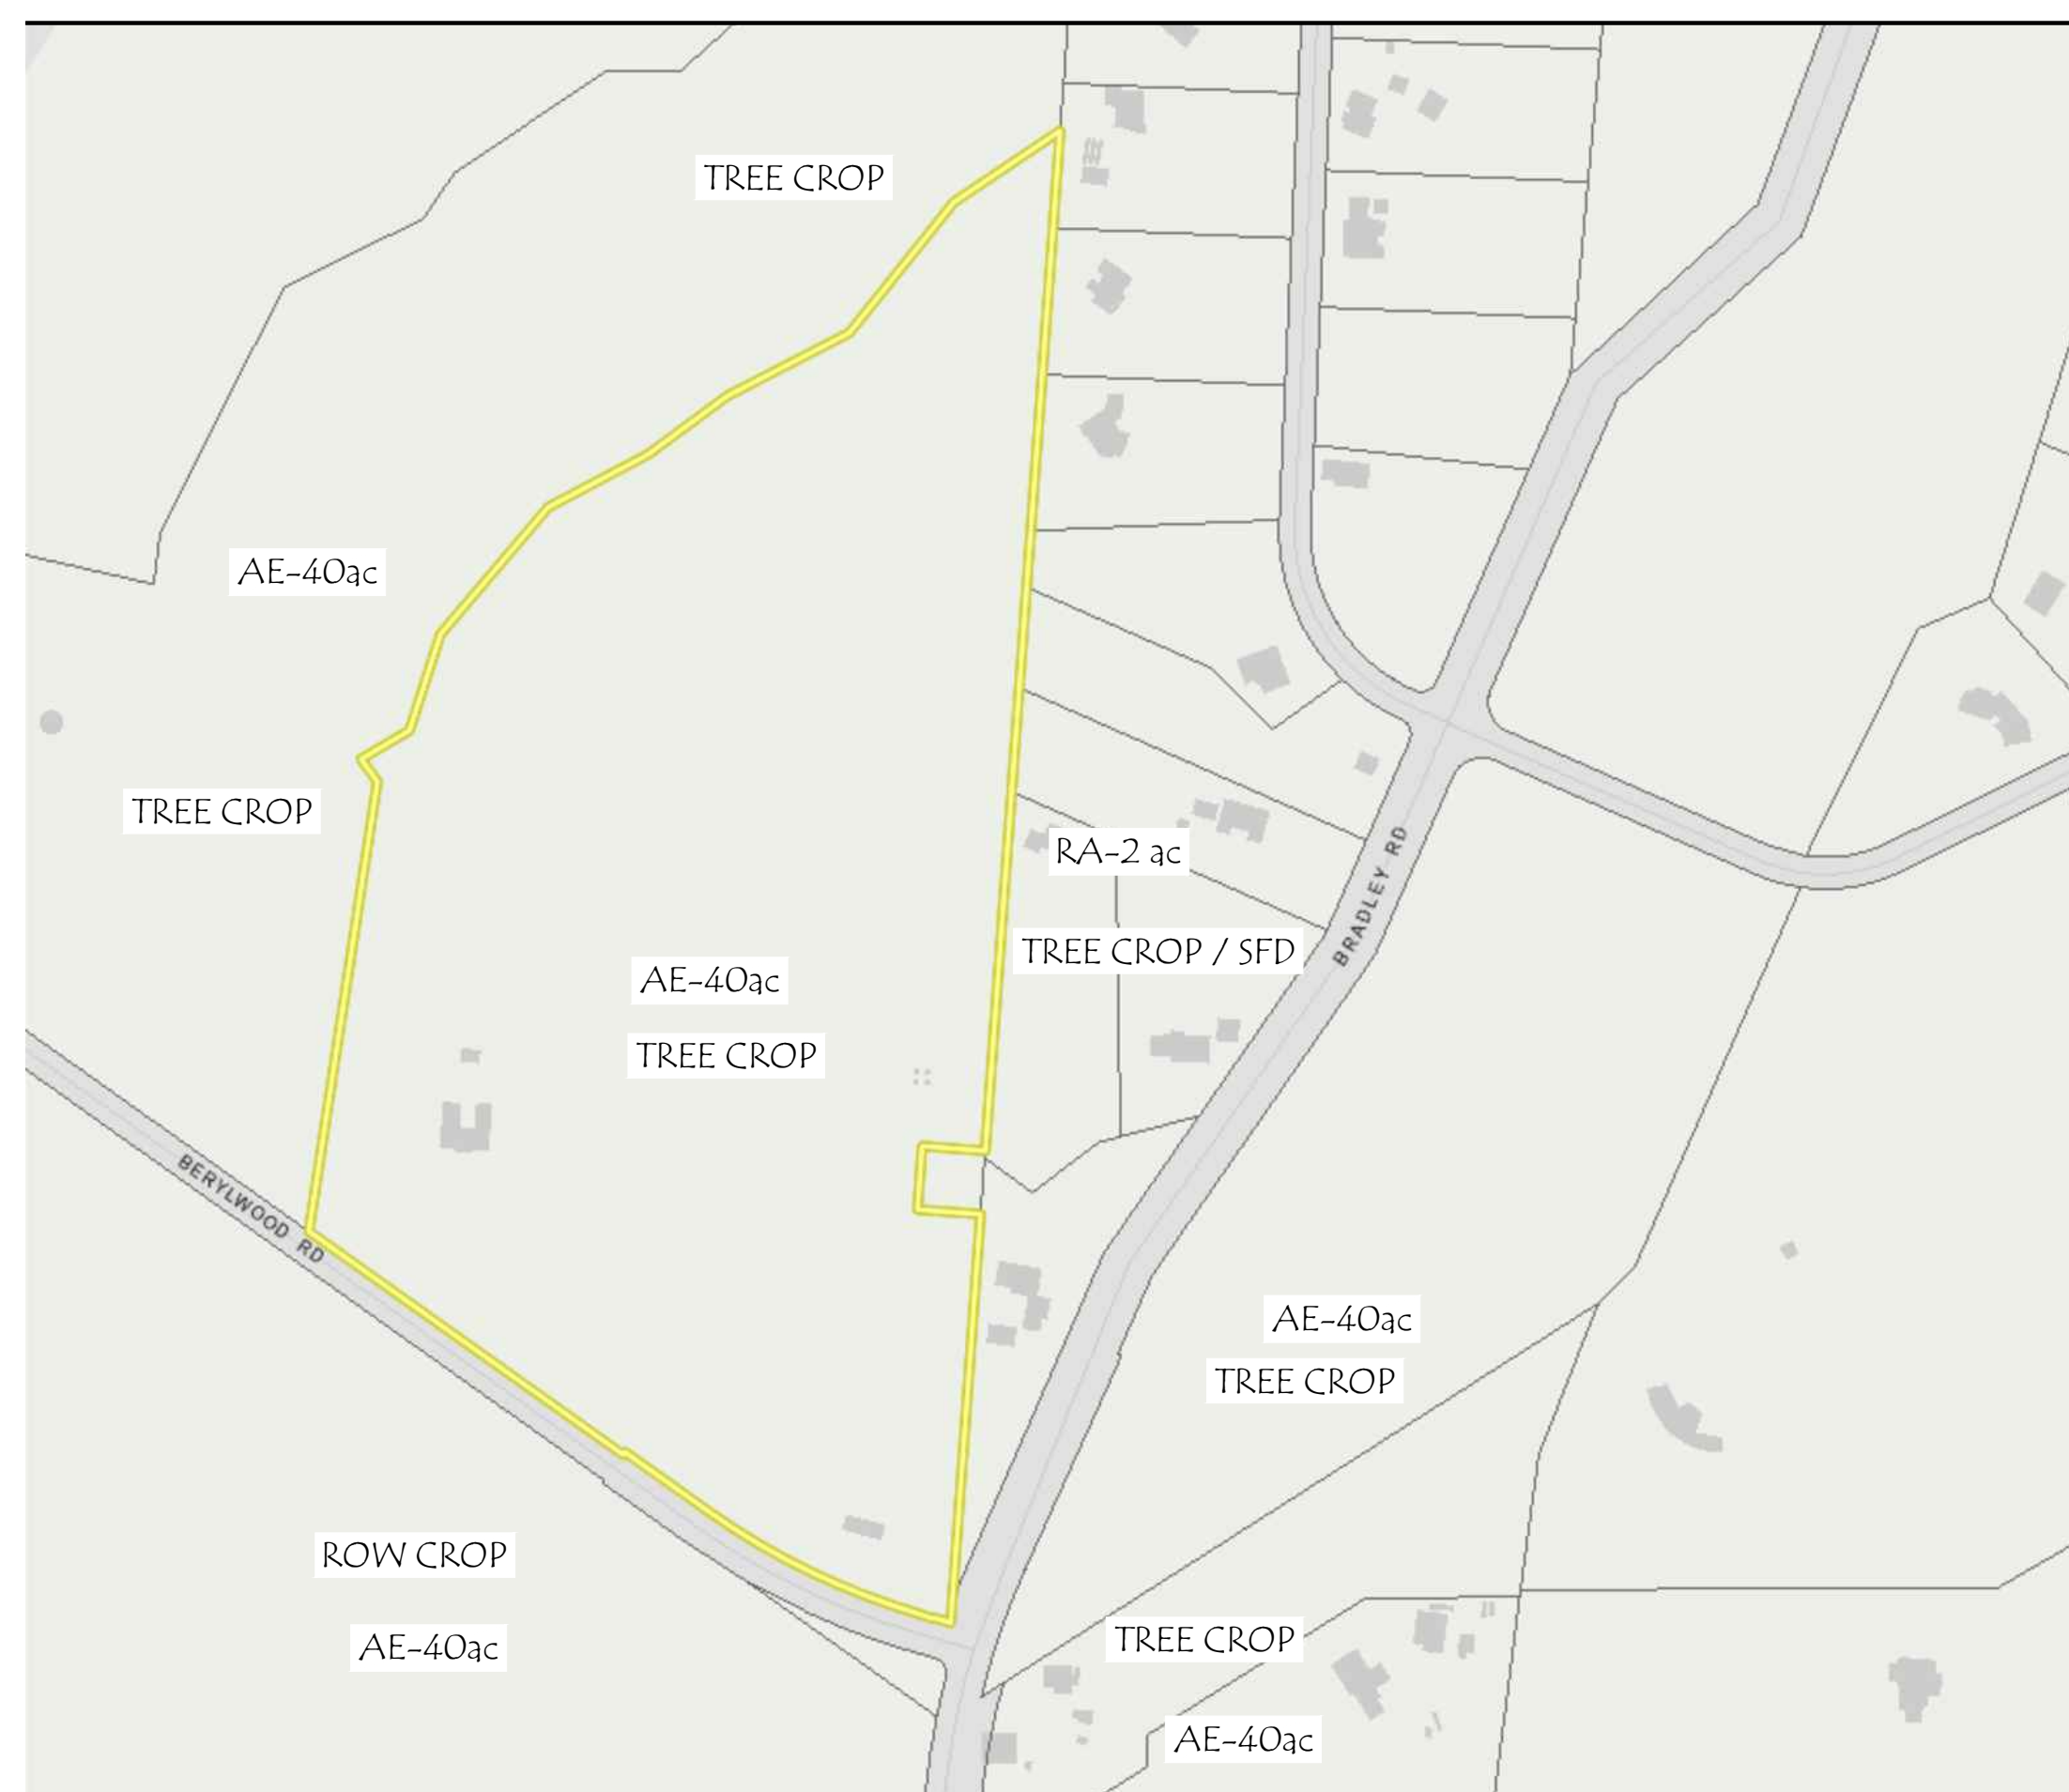 TREE CROP
AE-40ac
TREE CROP
RA-2 ac
BRADLEY RD
TREE CROP / SFD
AE-40ac
TREE CROP
BERYLWOOD RD
AE-40ac
TREE CROP
ROW CROP
AE-40ac
TREE CROP
AE-40ac